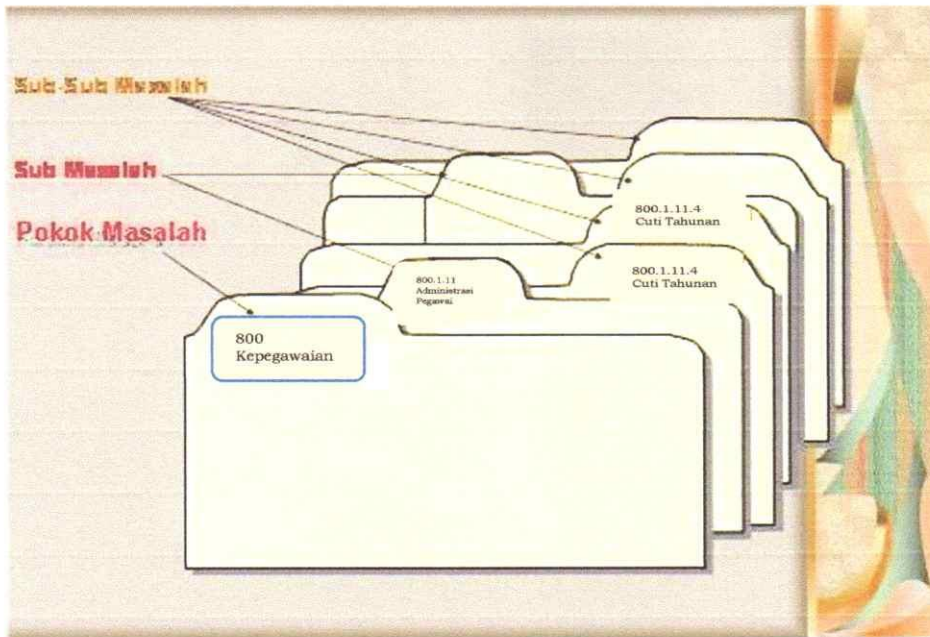 Sub-Sub Masalah
Sub Masalah
Pokok Masalah
800.1.11.4
Cuti Tahunan
800.1.11.4
Cuti Tahunan
800.1.11
Administrasi
Pegawai
800
Kepegawaian